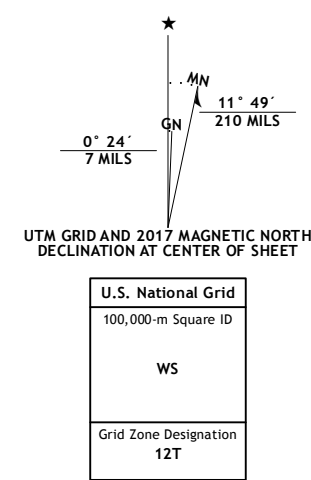 ★
MN
GN
11° 49´
210 MILS
0° 24´
7 MILS
UTM GRID AND 2017 MAGNETIC NORTH
DECLINATION AT CENTER OF SHEET
U.S. National Grid
100,000-m Square ID
WS
Grid Zone Designation
12T